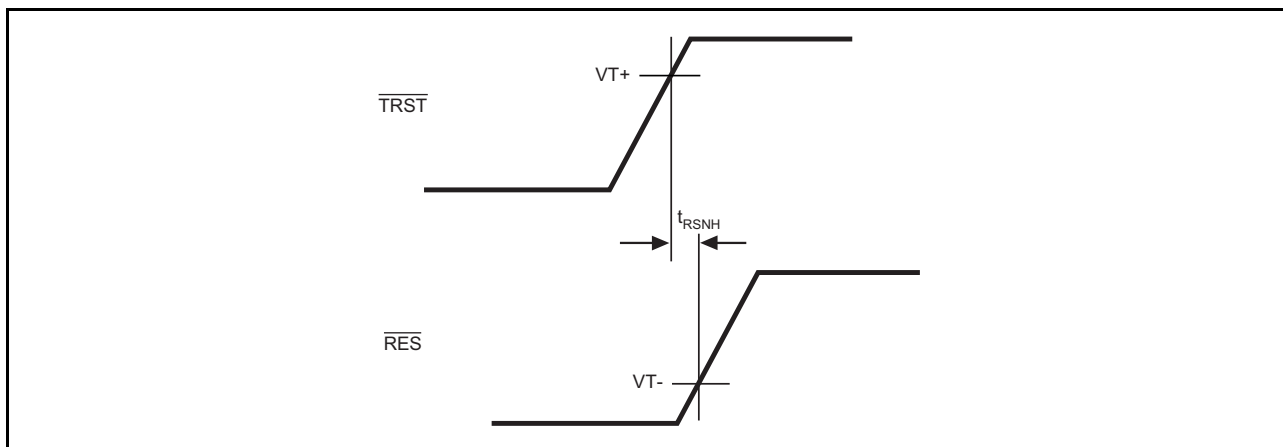 VT+
TRST
tRSNH
RES
VT-